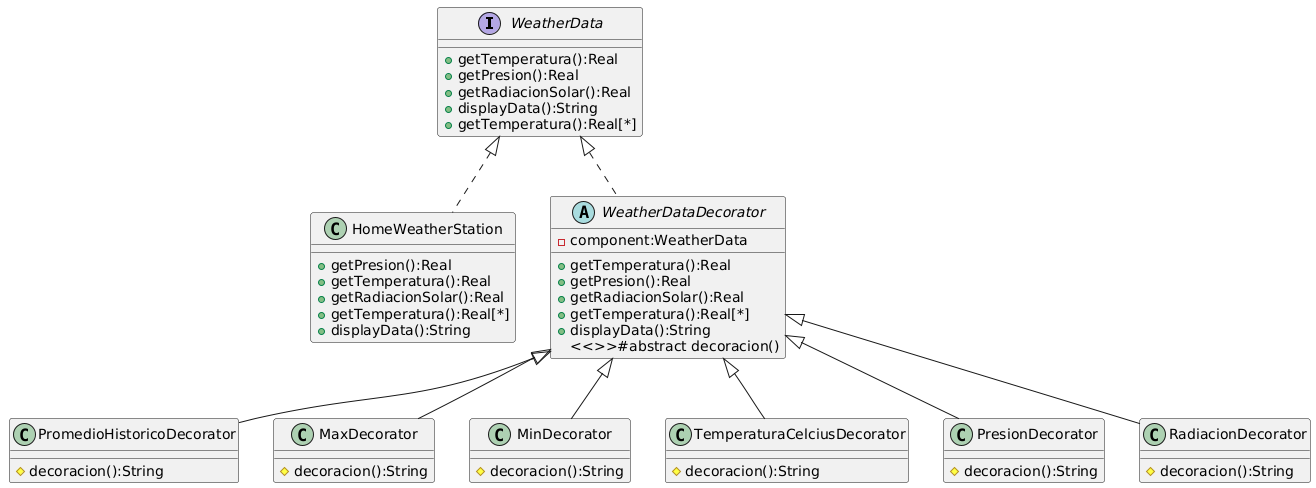 I WeatherData
getTemperatura():Real
getPresion():Real
getRadiacionSolar():Real
displayData():String
getTemperatura():Real[*]
C HomeWeatherStation
getPresion():Real
getTemperatura():Real
getRadiacionSolar():Real
getTemperatura():Real[*]
displayData():String
A WeatherDataDecorator
component:WeatherData
getTemperatura():Real
getPresion():Real
getRadiacionSolar():Real
getTemperatura():Real[*]
displayData():String
<<>>#abstract decoracion()
C PromedioHistoricoDecorator
decoracion():String
C MaxDecorator
decoracion():String
C MinDecorator
decoracion():String
C TemperaturaCelciusDecorator
decoracion():String
C PresionDecorator
decoracion():String
C RadiacionDecorator
decoracion():String